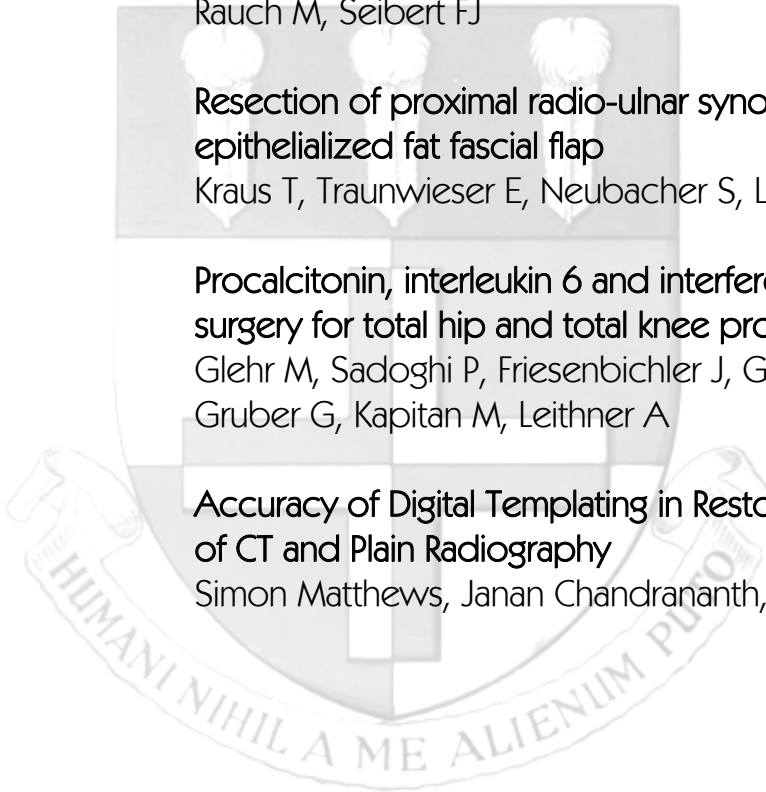 Rauch M, Seibert FJ
Resection of proximal radio-ulnar syno
epithelialized fat fascial flap
Kraus T, Traunwieser E, Neubacher S, L
Procalcitonin, interleukin 6 and interfer
surgery for total hip and total knee pro
Glehr M, Sadoghi P, Friesenbichler J, G
Gruber G, Kapitan M, Leithner A
Accuracy of Digital Templating in Resto
of CT and Plain Radiography
Simon Matthews, Janan Chandrananth,
HUMANI NIHIL A ME ALIENUM PUTO